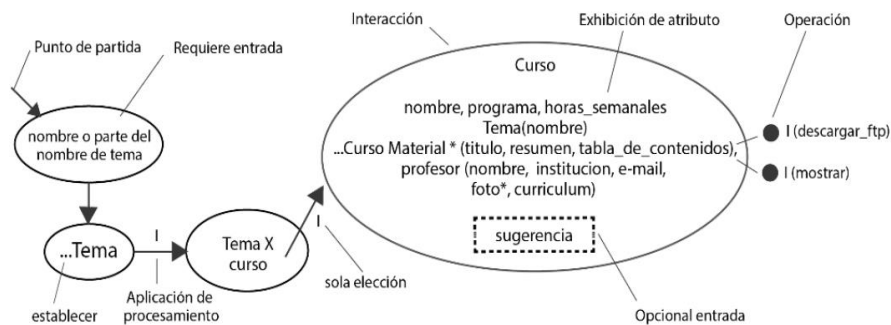 Punto de partida
Requiere entrada
Interacción
Exhibición de atributo
Operación
nombre o parte del
nombre de tema
...Tema
I
Tema X
curso
I
establecer
Aplicación de
procesamiento
sola elección
Curso
nombre, programa, horas_semanales
Tema(nombre)
...Curso Material * (titulo, resumen, tabla_de_contenidos),
profesor (nombre, institucion, e-mail,
foto*, curriculum)
sugerencia
I (descargar_ftp)
I (mostrar)
Opcional entrada